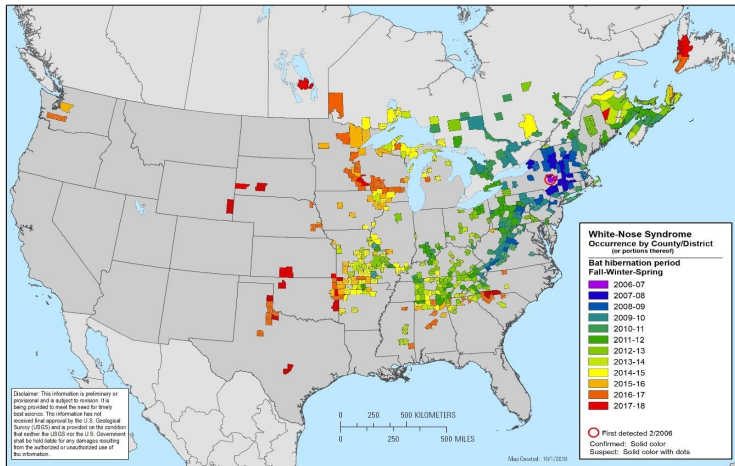 White-Nose Syndrome
Occurrence by County/District
(or portions thereof)
Bat hibernation period
Fall-Winter-Spring
2006-07
2007-08
2008-09
2009-10
2010-11
2011-12
2012-13
2013-14
2014-15
2015-16
2016-17
2017-18
First detected 2/2006
Confirmed: Solid color
Suspect: Solid color with dots
Disclaimer: This information is preliminary or
provisional and is subject to revision. It is
being provided to meet the need for timely
best science. The information has not
received final approval by the U.S. Geological
Survey (USGS) and is provided on the condition
that neither the USGS nor the U.S. Government
shall be held liable for any damages resulting
from the authorized or unauthorized use of
the information.
0 250 500 KILOMETERS
0 250 500 MILES
Map Created: 10/1/2018